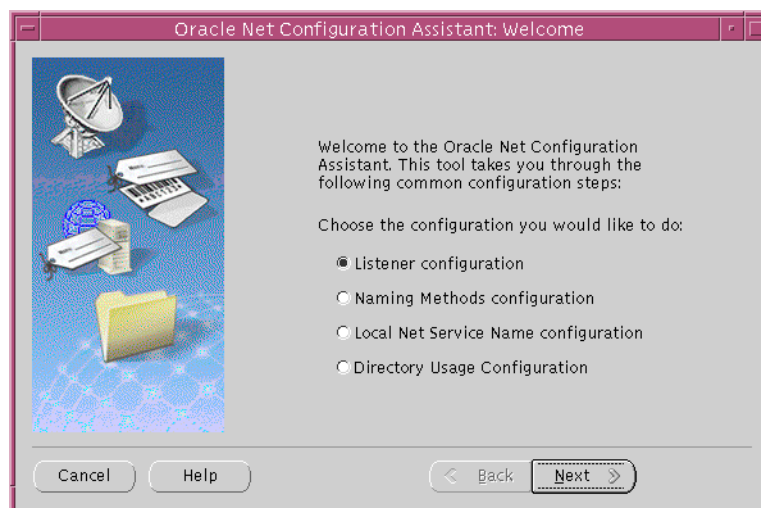 Oracle Net Configuration Assistant: Welcome
Welcome to the Oracle Net Configuration
Assistant. This tool takes you through the
following common configuration steps:
Choose the configuration you would like to do:
Listener configuration
Naming Methods configuration
Local Net Service Name configuration
Directory Usage Configuration
Cancel
Help
Back
Next